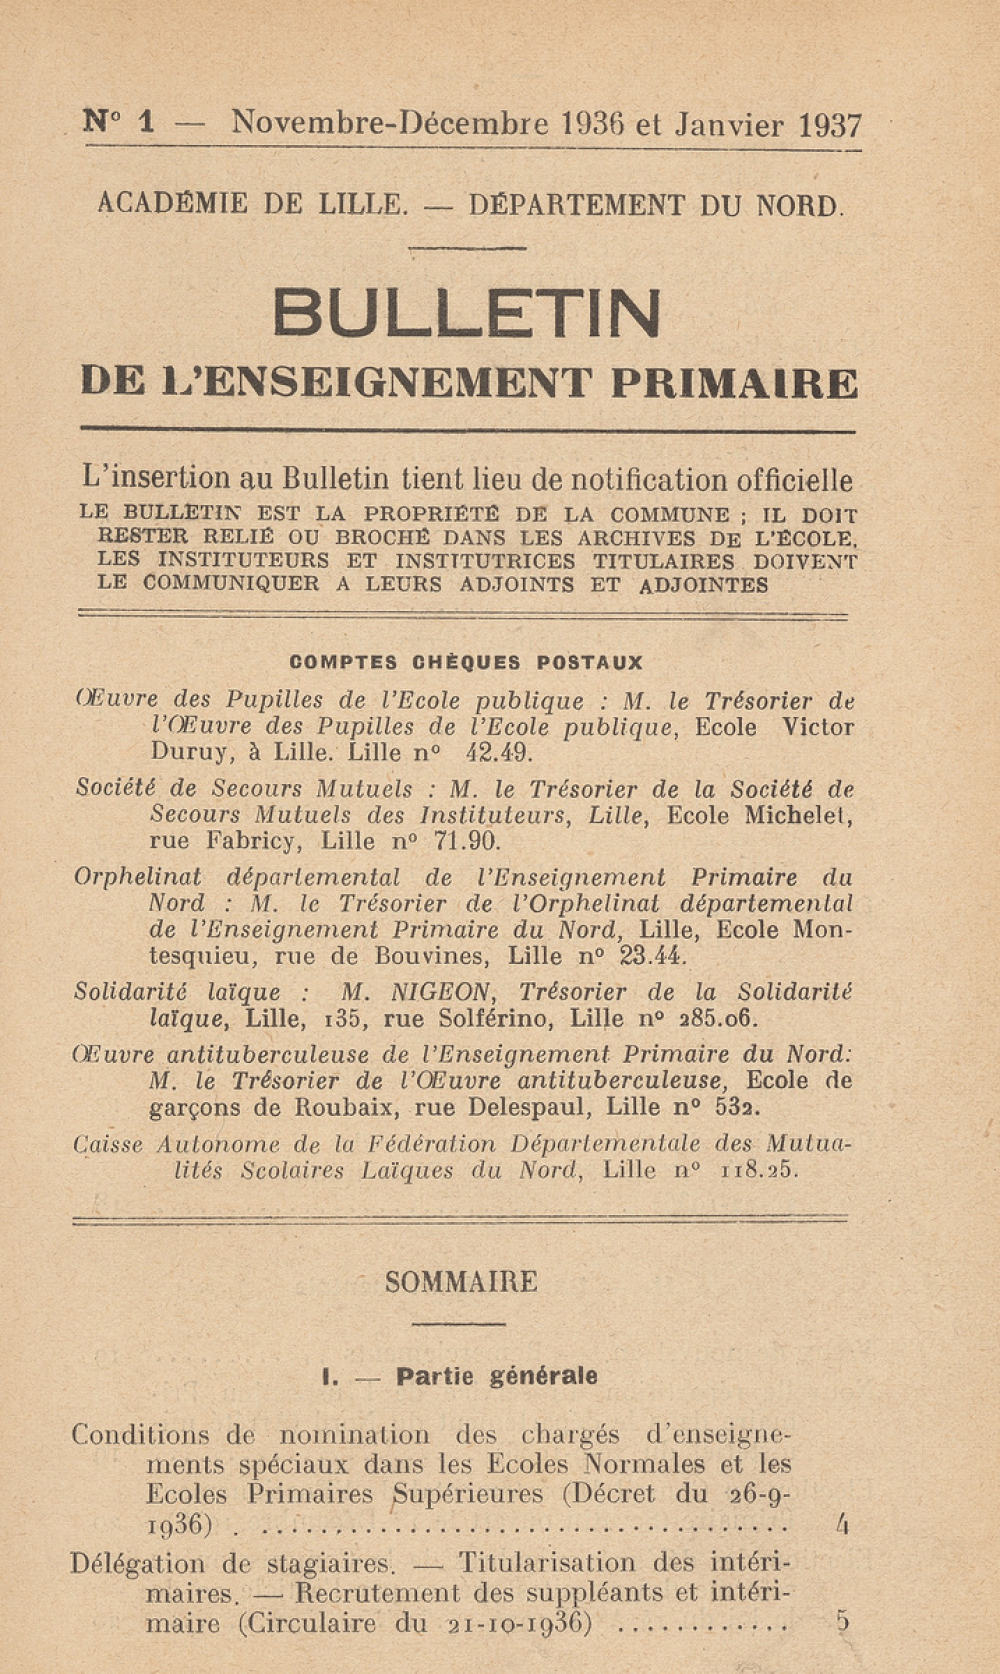 N° 1 — Novembre-Décembre 1936 et Janvier 1937
ACADÉMIE DE LILLE. — DÉPARTEMENT DU NORD.
BULLETIN
DE L'ENSEIGNEMENT PRIMAIRE
L'insertion au Bulletin tient lieu de notification officielle
LE BULLETIN EST LA PROPRIÉTÉ DE LA COMMUNE ; IL DOIT
RESTER RELIÉ OU BROCHÉ DANS LES ARCHIVES DE L'ÉCOLE,
LES INSTITUTEURS ET INSTITUTRICES TITULAIRES DOIVENT
LE COMMUNIQUER A LEURS ADJOINTS ET ADJOINTES
COMPTES CHÈQUES POSTAUX
Œuvre des Pupilles de l'Ecole publique : M. le Trésorier de
l'Œuvre des Pupilles de l'Ecole publique, Ecole Victor
Duruy, à Lille. Lille n° 42.49.
Société de Secours Mutuels : M. le Trésorier de la Société de
Secours Mutuels des Instituteurs, Lille, Ecole Michelet,
rue Fabricy, Lille n° 71.90.
Orphelinat départemental de l'Enseignement Primaire du
Nord : M. le Trésorier de l'Orphelinat départemental
de l'Enseignement Primaire du Nord, Lille, Ecole Mon-
tesquieu, rue de Bouvines, Lille n° 23.44.
Solidarité laïque : M. NIGEON, Trésorier de la Solidarité
laïque, Lille, 135, rue Solférino, Lille n° 285.06.
Œuvre antituberculeuse de l'Enseignement Primaire du Nord:
M. le Trésorier de l'Œuvre antituberculeuse, Ecole de
garçons de Roubaix, rue Delespaul, Lille n° 532.
Caisse Autonome de la Fédération Départementale des Mutua-
lités Scolaires Laïques du Nord, Lille n° 118.25.
SOMMAIRE
I. — Partie générale
Conditions de nomination des chargés d'enseigne-
ments spéciaux dans les Ecoles Normales et les
Ecoles Primaires Supérieures (Décret du 26-9-
1936) . .................................... 4
Délégation de stagiaires. — Titularisation des intéri-
maires. — Recrutement des suppléants et intéri-
maire (Circulaire du 21-10-1936) ............ 5